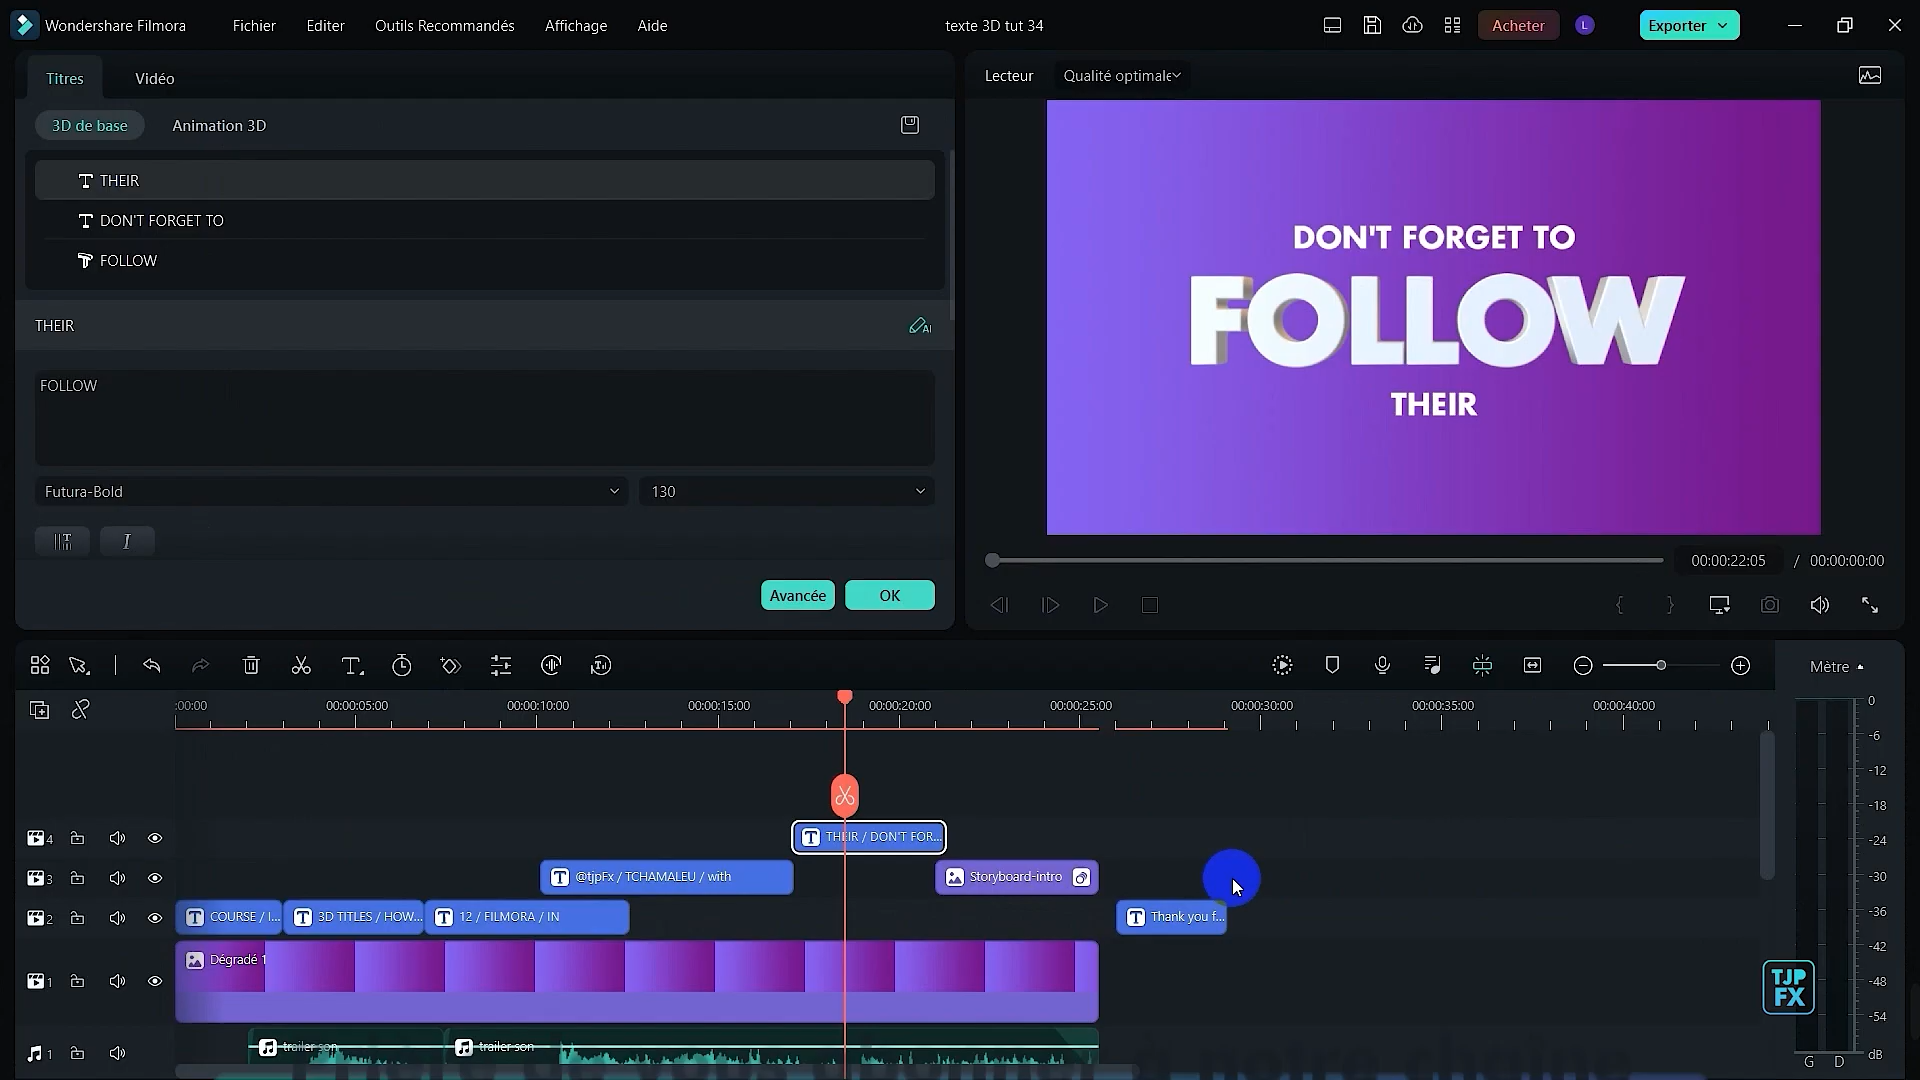 Wondershare Filmora Fichier Editer Outils Recommandés Affichage Aide texte 3D tut 34 Acheter L Exporter
Titres Vidéo
3D de base Animation 3D
THEIR
DON'T FORGET TO
FOLLOW
THEIR
AI
FOLLOW
Futura-Bold 130
I
Avancée OK
Lecteur Qualité optimale
DON'T FORGET TO
FOLLOW
THEIR
00:00:22:05 / 00:00:00:00
Mètre
:00:00 00:00:05:00 00:00:10:00 00:00:15:00 00:00:20:00 00:00:25:00 00:00:30:00 00:00:35:00 00:00:40:00
4 THEIR / DON'T FOR...
3 @tjpFx / TCHAMALEU / with Storyboard-intro
2 COURSE / I... 3D TITLES / HOW... 12 / FILMORA / IN Thank you f...
1 Dégradé 1
1 trailer son trailer son
0
-6
-12
-18
-24
-30
-36
-42
-48
-54
dB
G D
TJP
FX